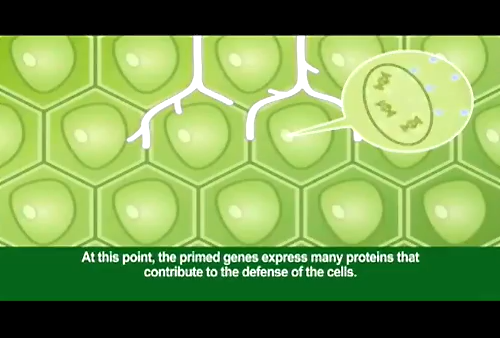 At this point, the primed genes express many proteins that
contribute to the defense of the cells.